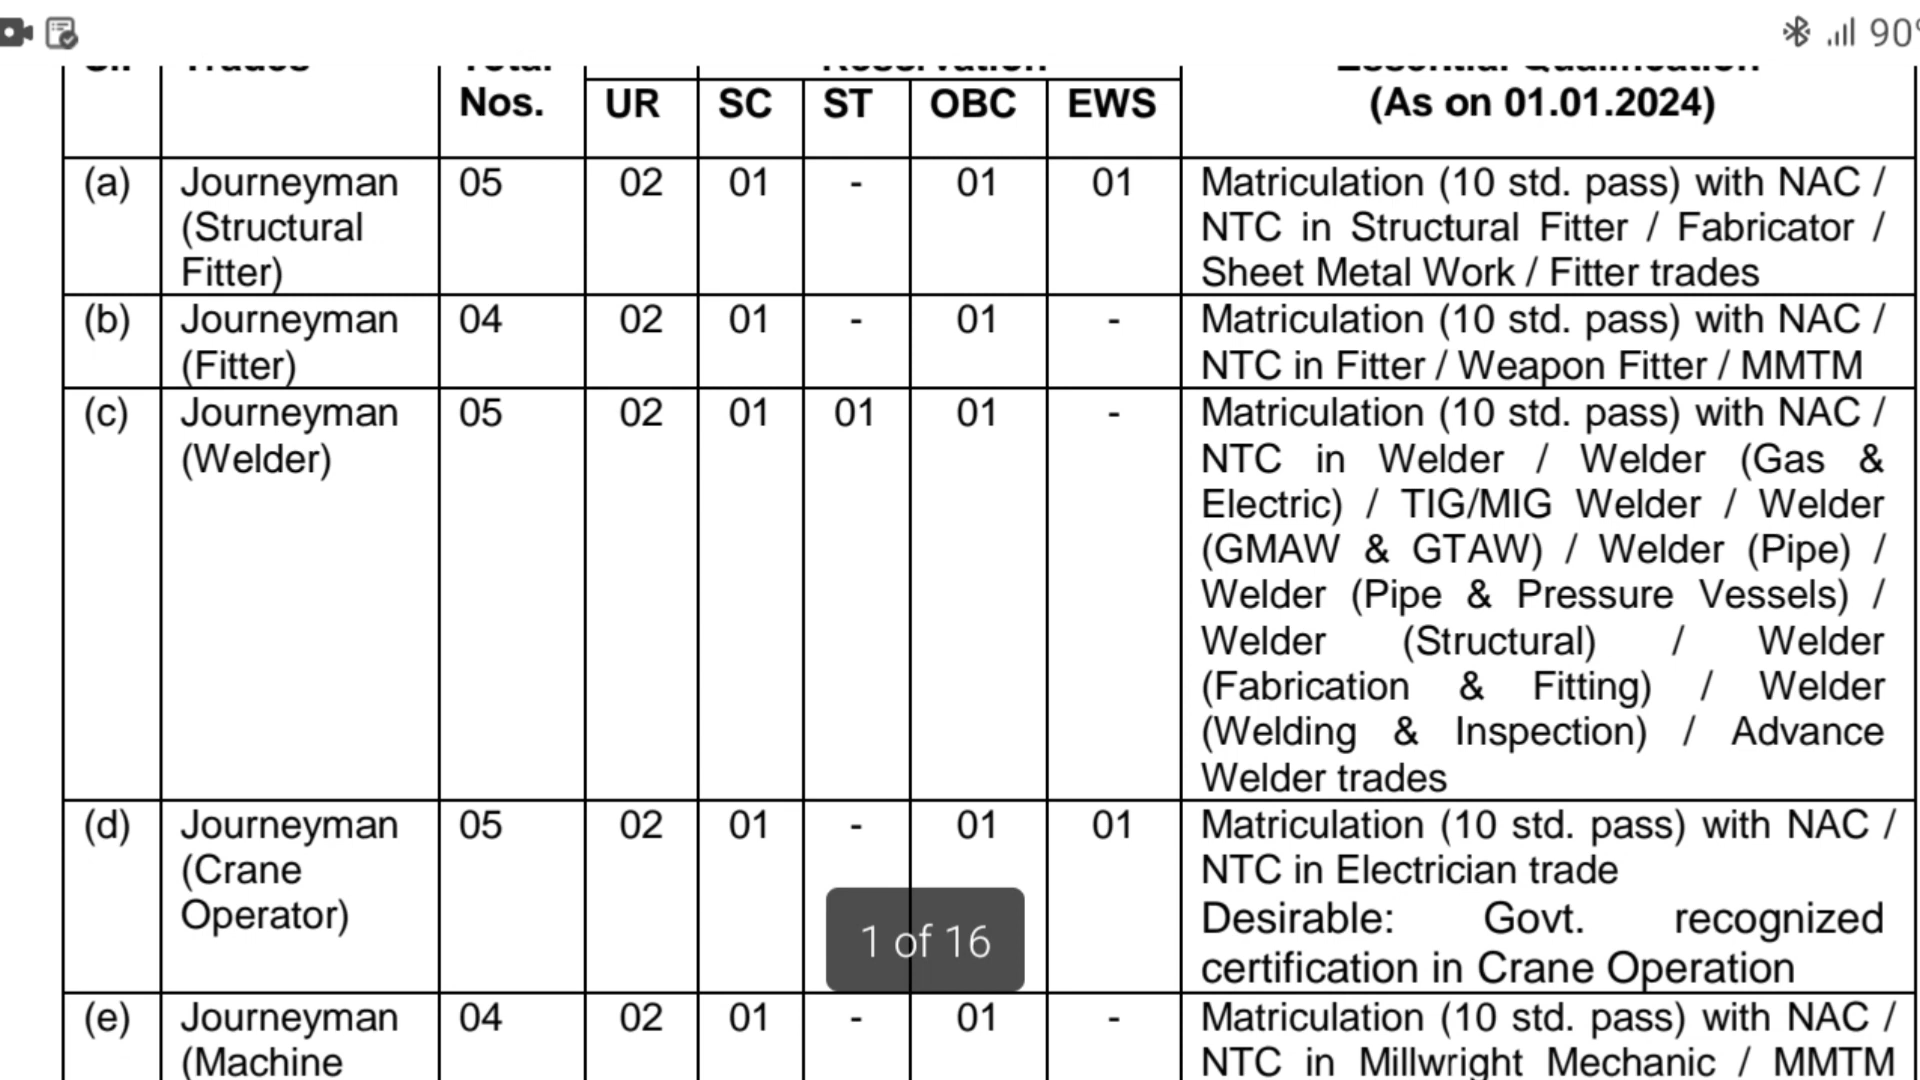 90
Nos. UR SC ST OBC EWS (As on 01.01.2024)
(a) Journeyman 05 02 01 - 01 01 Matriculation (10 std. pass) with NAC /
(Structural NTC in Structural Fitter / Fabricator /
Fitter) Sheet Metal Work / Fitter trades
(b) Journeyman 04 02 01 - 01 - Matriculation (10 std. pass) with NAC /
(Fitter) NTC in Fitter / Weapon Fitter / MMTM
(c) Journeyman 05 02 01 01 01 - Matriculation (10 std. pass) with NAC /
(Welder) NTC in Welder / Welder (Gas &
Electric) / TIG/MIG Welder / Welder
(GMAW & GTAW) / Welder (Pipe) /
Welder (Pipe & Pressure Vessels) /
Welder (Structural) / Welder
(Fabrication & Fitting) / Welder
(Welding & Inspection) / Advance
Welder trades
(d) Journeyman 05 02 01 - 01 01 Matriculation (10 std. pass) with NAC /
(Crane NTC in Electrician trade
Operator) Desirable: Govt. recognized
certification in Crane Operation
1 of 16
(e) Journeyman 04 02 01 - 01 - Matriculation (10 std. pass) with NAC /
(Machine NTC in Millwright Mechanic / MMTM